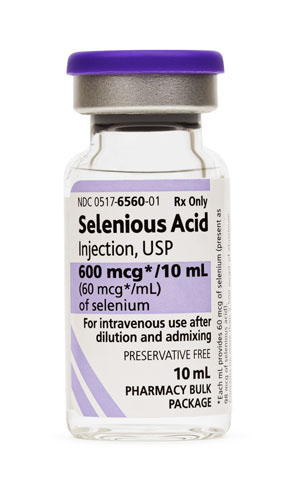 NDC 0517-6560-01 Rx Only
Selenious Acid
Injection, USP
600 mcg*/10 mL
(60 mcg*/mL)
of selenium
For intravenous use after
dilution and admixing
PRESERVATIVE FREE
10 mL
PHARMACY BULK
PACKAGE
*Each mL provides 60 mcg of selenium (present as
98 mcg of selenious acid).